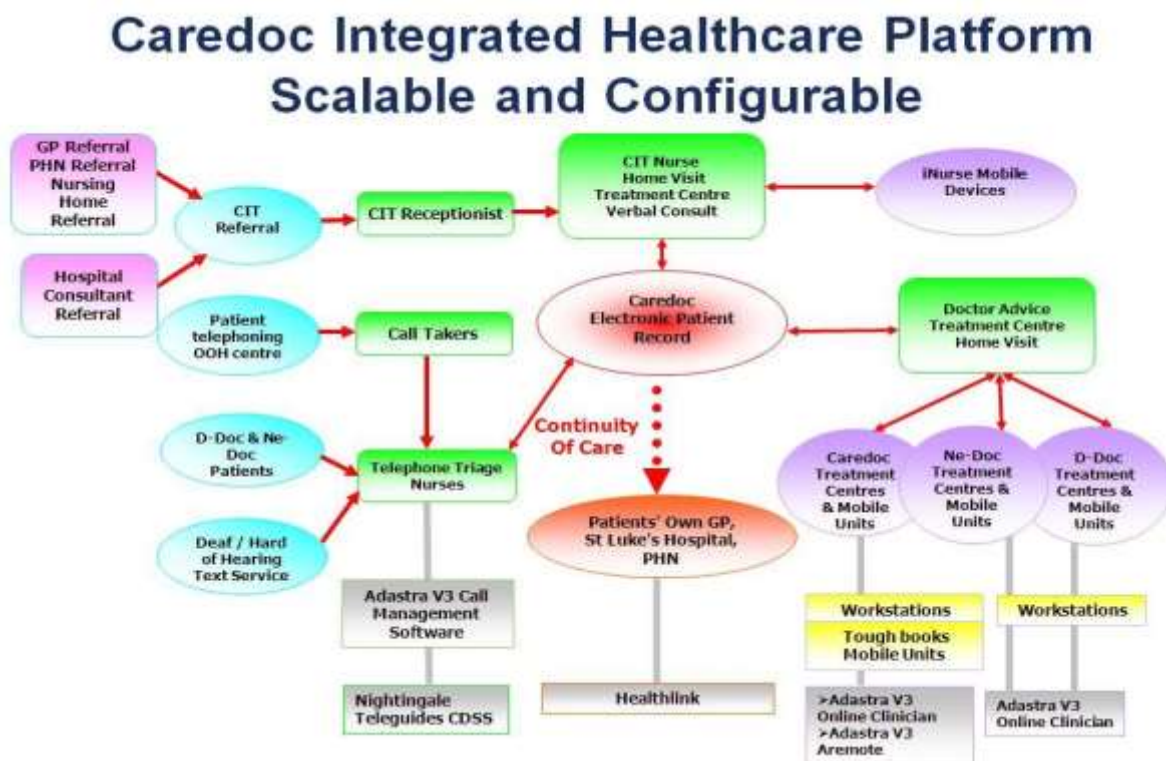 Caredoc Integrated Healthcare Platform
Scalable and Configurable
GP Referral
PHN Referral
Nursing
Home
Referral
CIT
Referral
CIT Receptionist
CIT Nurse
Home Visit
Treatment Centre
Verbal Consult
iNurse Mobile
Devices
Hospital
Consultant
Referral
Patient
telephoning
OOH centre
Call Takers
Caredoc
Electronic Patient
Record
Doctor Advice
Treatment Centre
Home Visit
Continuity
Of Care
D-Doc & Ne-
Doc
Patients
Telephone Triage
Nurses
Caredoc
Treatment
Centres
& Mobile
Units
Ne-Doc
Treatment
Centres &
Mobile
Units
D-Doc
Treatment
Centres &
Mobile
Units
Deaf / Hard
of Hearing
Text Service
Patients' Own GP,
St Luke's Hospital,
PHN
Adastra V3 Call
Management
Software
Workstations
Tough books
Mobile Units
Workstations
Nightingale
Teleguides CDSS
Healthlink
➢Adastra V3
Online Clinician
➢Adastra V3
Aremote
Adastra V3
Online Clinician